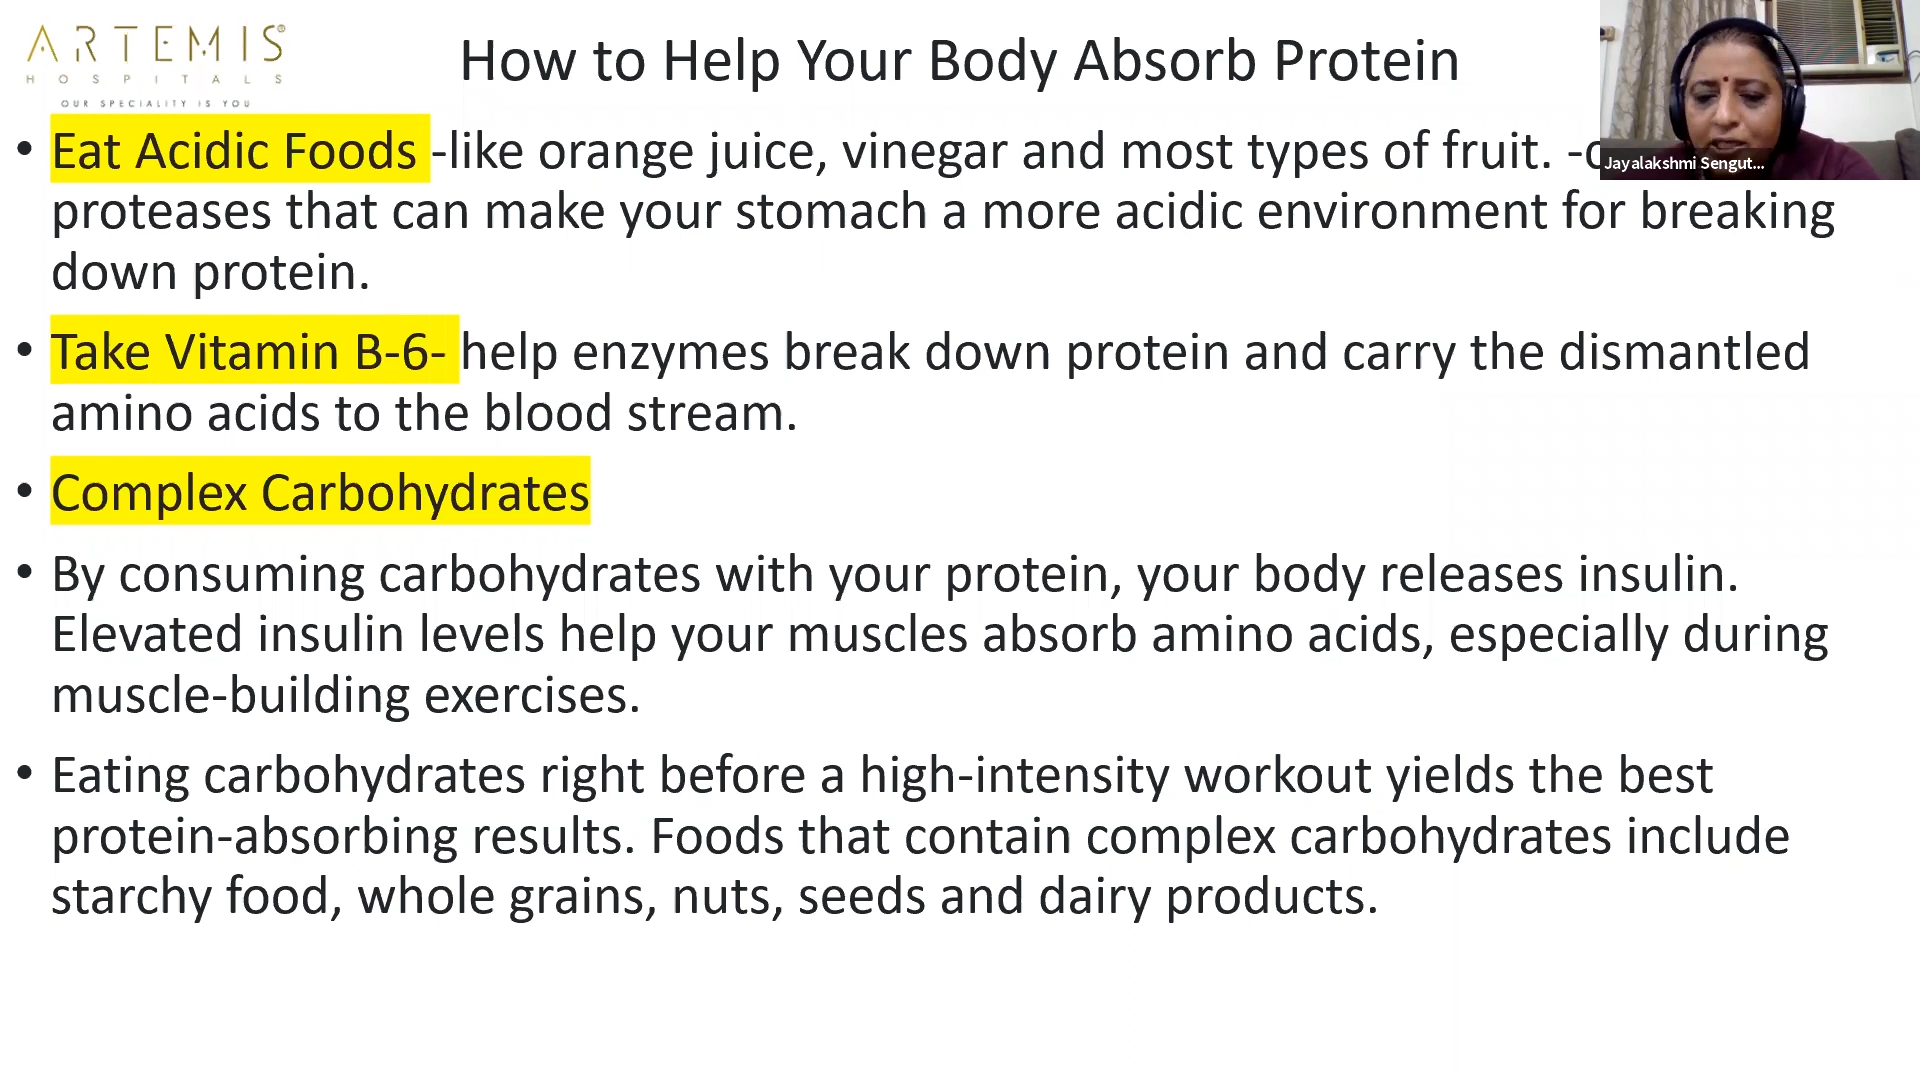 ARTEMIS®
HOSPITALS
OUR SPECIALITY IS YOU
How to Help Your Body Absorb Protein
• Eat Acidic Foods -like orange juice, vinegar and most types of fruit.
proteases that can make your stomach a more acidic environment for breaking
down protein.
• Take Vitamin B-6- help enzymes break down protein and carry the dismantled
amino acids to the blood stream.
• Complex Carbohydrates
• By consuming carbohydrates with your protein, your body releases insulin.
Elevated insulin levels help your muscles absorb amino acids, especially during
muscle-building exercises.
• Eating carbohydrates right before a high-intensity workout yields the best
protein-absorbing results. Foods that contain complex carbohydrates include
starchy food, whole grains, nuts, seeds and dairy products.
Jayalakshmi Sengut...